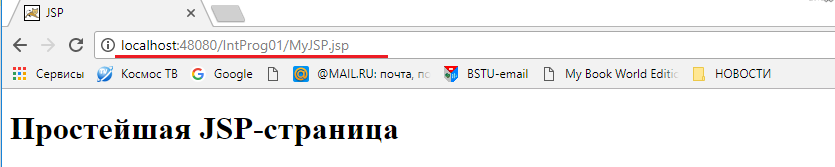 JSP
localhost:48080/IntProg01/MyJSP.jsp
Сервисы Космос ТВ Google @MAIL.RU: почта, по BSTU-email My Book World Editio НОВОСТИ
Простейшая JSP-страница